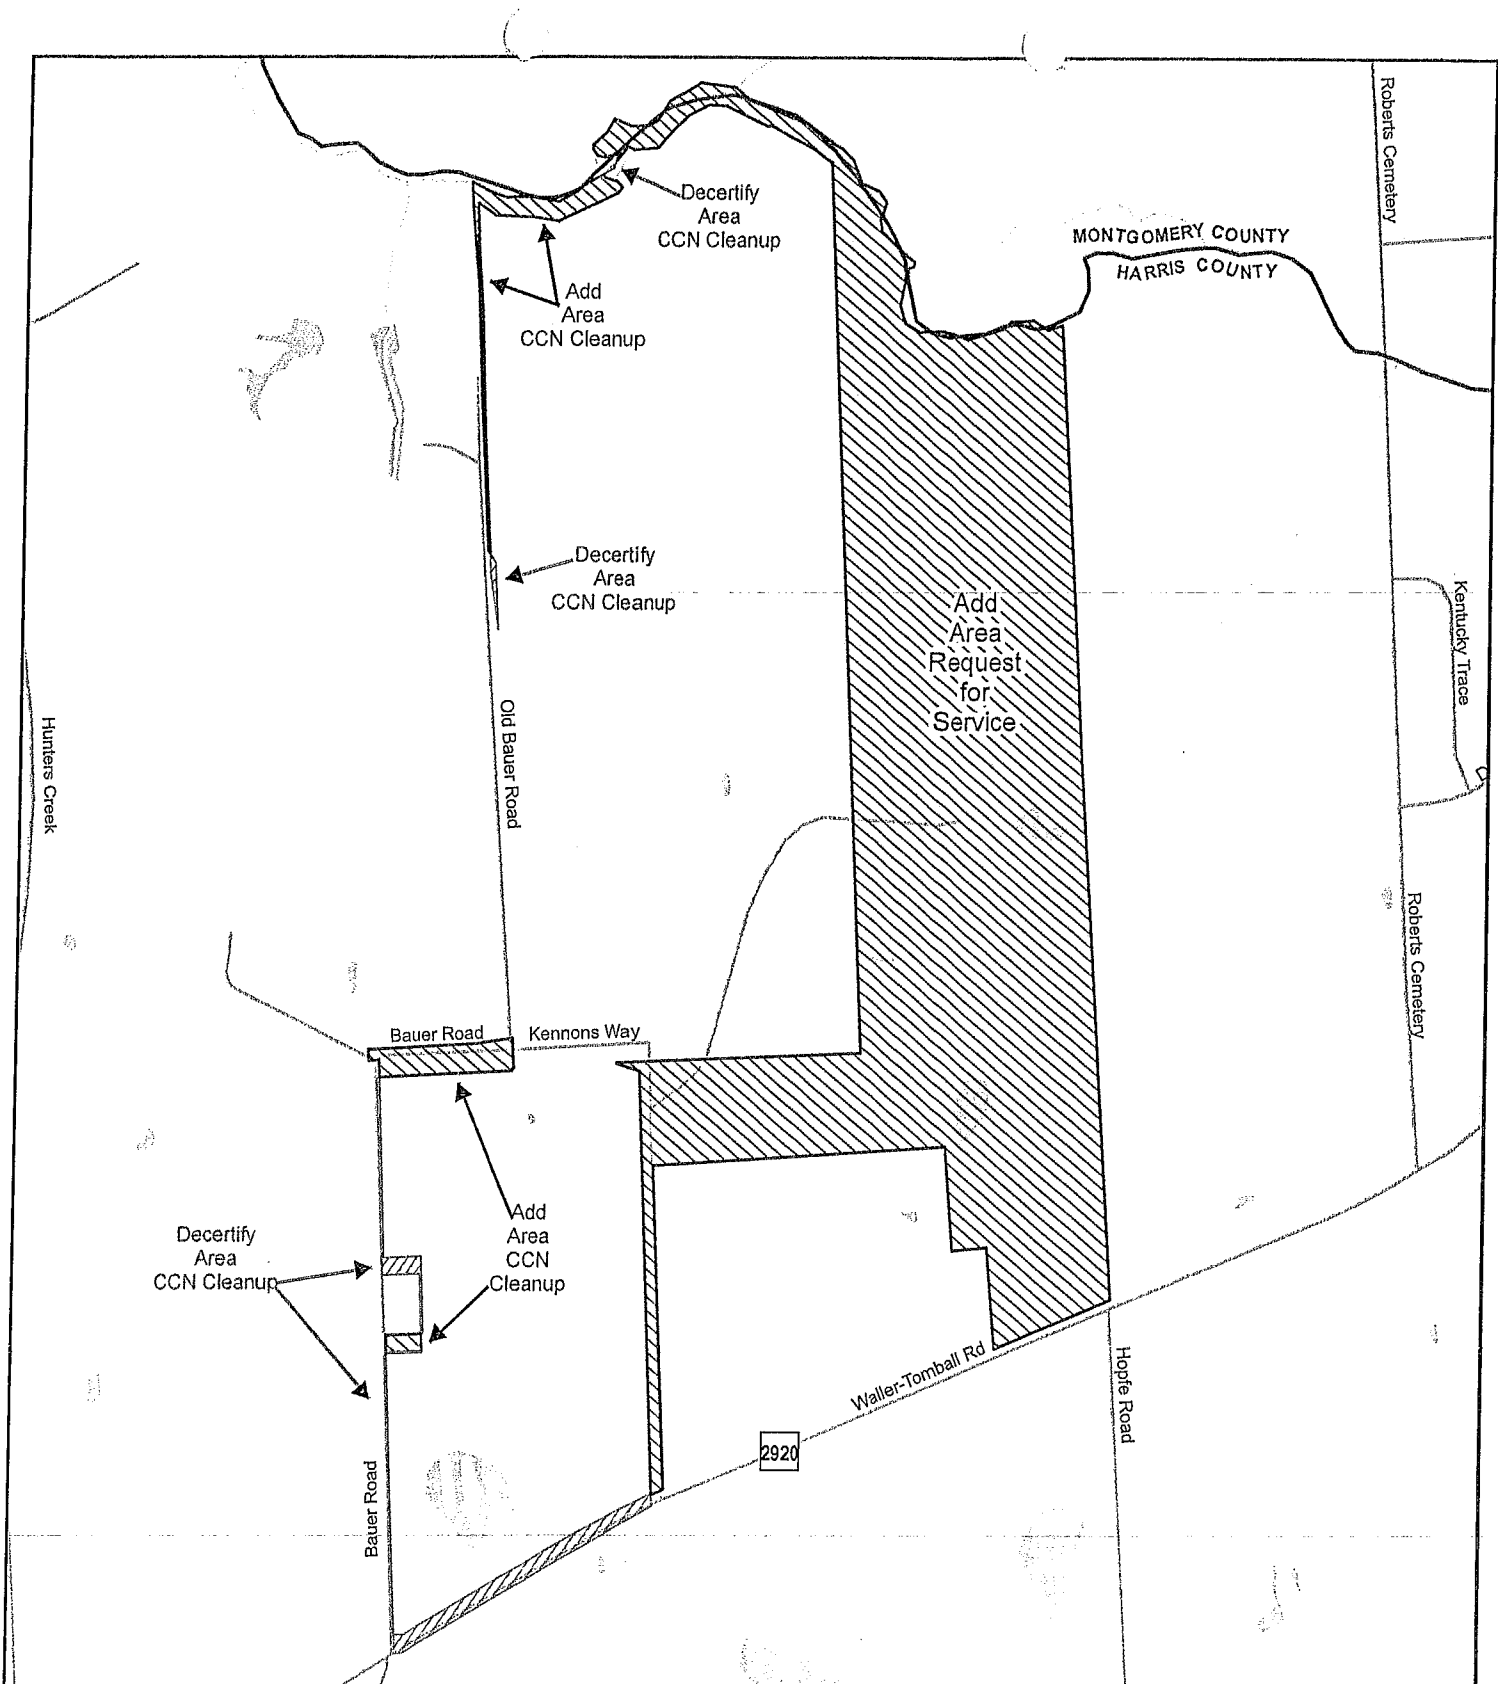 Roberts Cemetery
MONTGOMERY COUNTY
HARRIS COUNTY
Decertify
Area
CCN Cleanup
Add
Area
CCN Cleanup
Decertify
Area
CCN Cleanup
Add
Area
Request
for
Service
Kentucky Trace
Old Bauer Road
Hunters Creek
Roberts Cemetery
Bauer Road
Kennons Way
Add
Area
CCN
Cleanup
Decertify
Area
CCN Cleanup
Waller-Tomball Rd
Hopfe Road
2920
Bauer Road